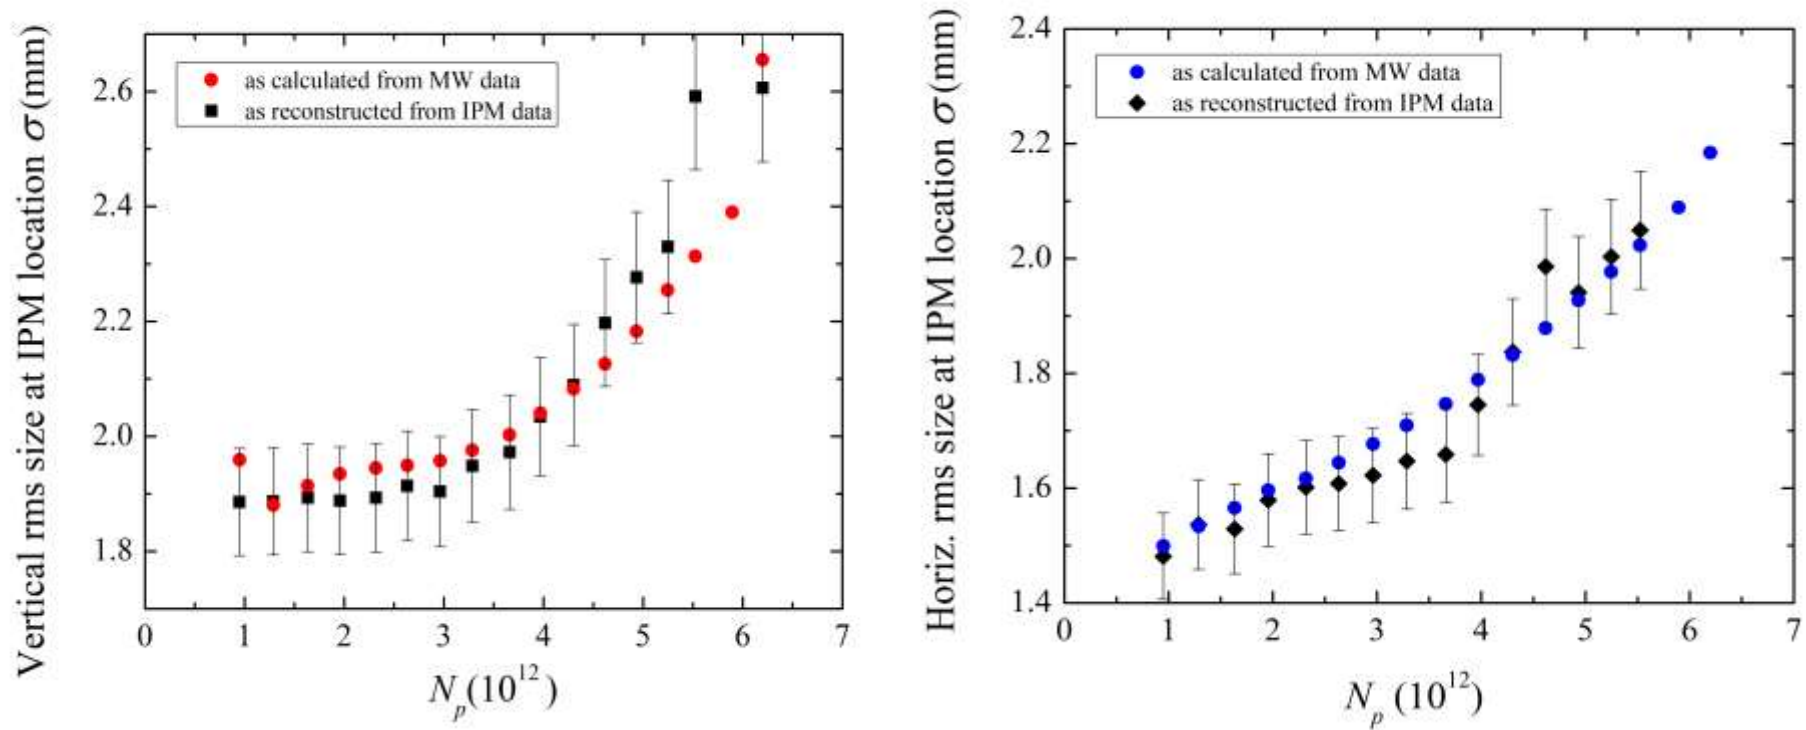 Vertical rms size at IPM location σ (mm)
as calculated from MW data
as reconstructed from IPM data
2.6
2.4
2.2
2.0
1.8
0 1 2 3 4 5 6 7
N_p (10^12)
Horiz. rms size at IPM location σ (mm)
as calculated from MW data
as reconstructed from IPM data
2.4
2.2
2.0
1.8
1.6
1.4
0 1 2 3 4 5 6 7
N_p (10^12)